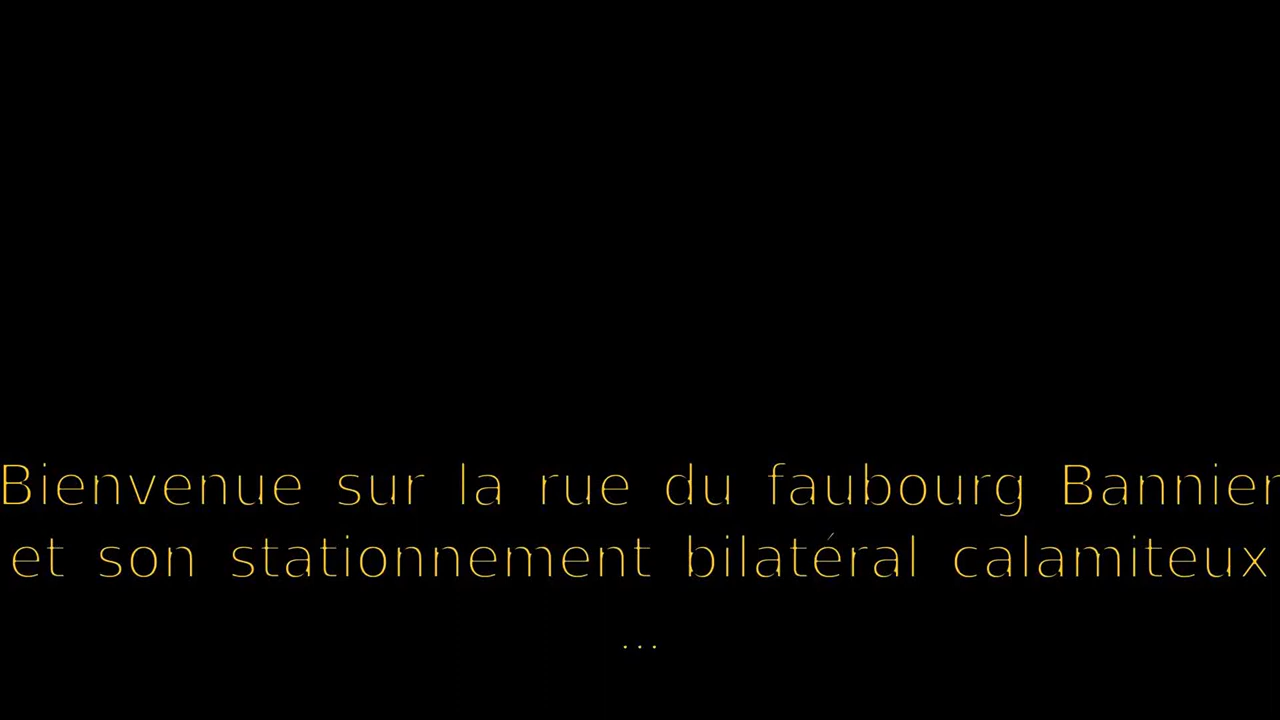 Bienvenue sur la rue du faubourg Bannier
et son stationnement bilatéral calamiteux
...